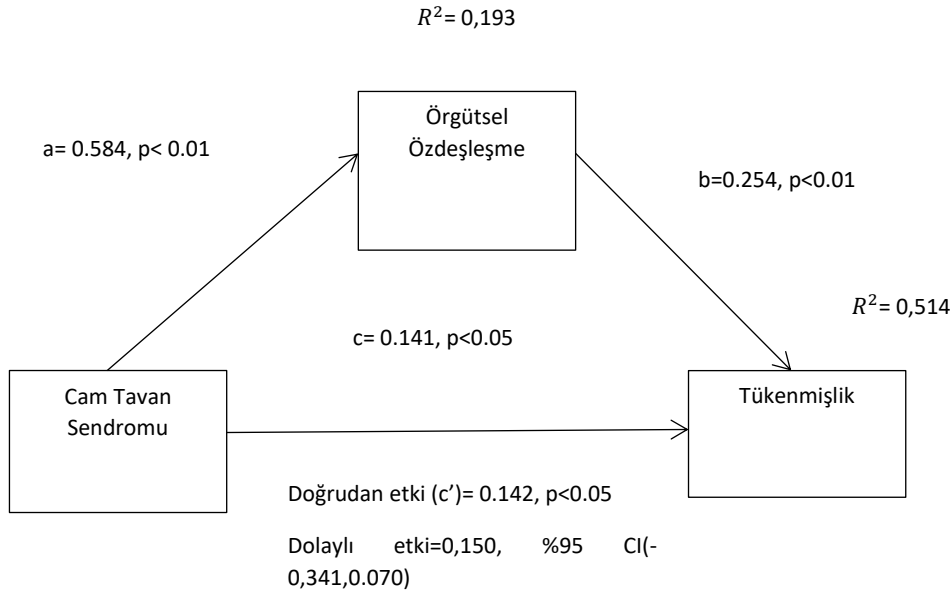 R²= 0,193
Örgütsel
Özdeşleşme
a= 0.584, p< 0.01
b=0.254, p<0.01
R²= 0,514
c= 0.141, p<0.05
Cam Tavan
Sendromu
Tükenmişlik
Doğrudan etki (c’)= 0.142, p<0.05
Dolaylı etki=0,150, %95 CI(-
0,341,0.070)